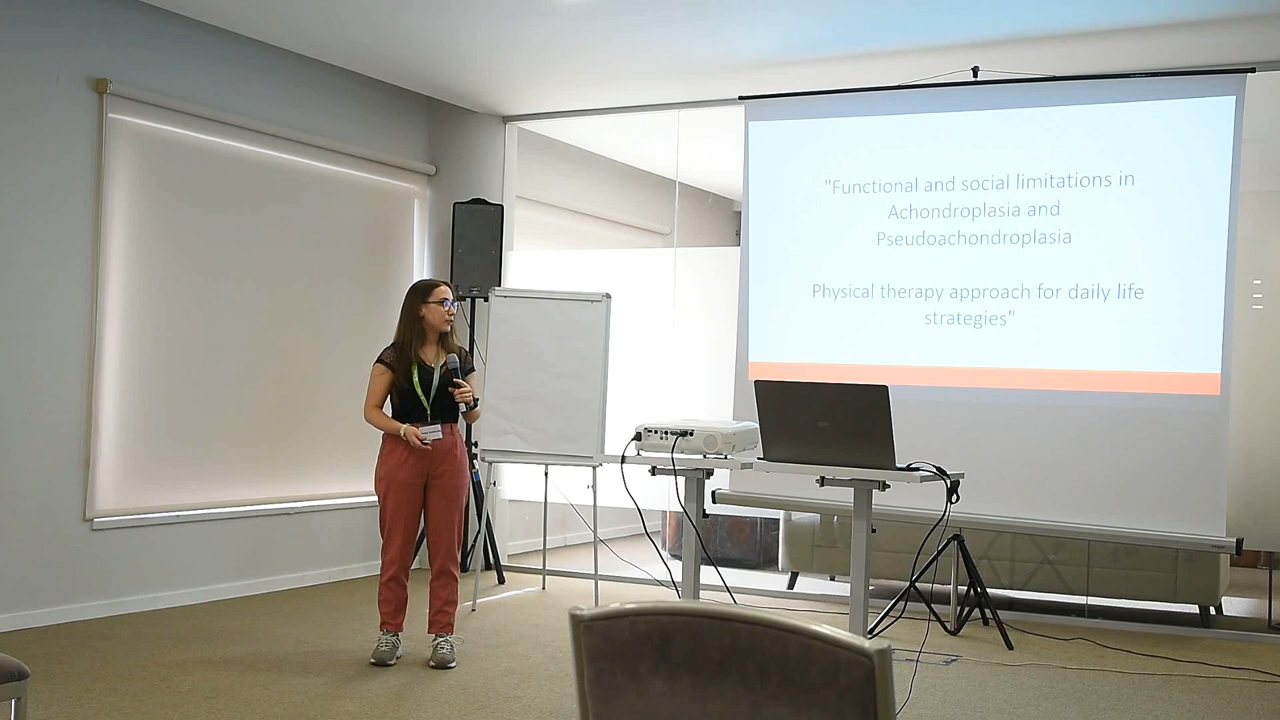 "Functional and social limitations in
Achondroplasia and
Pseudoachondroplasia
Physical therapy approach for daily life
strategies"